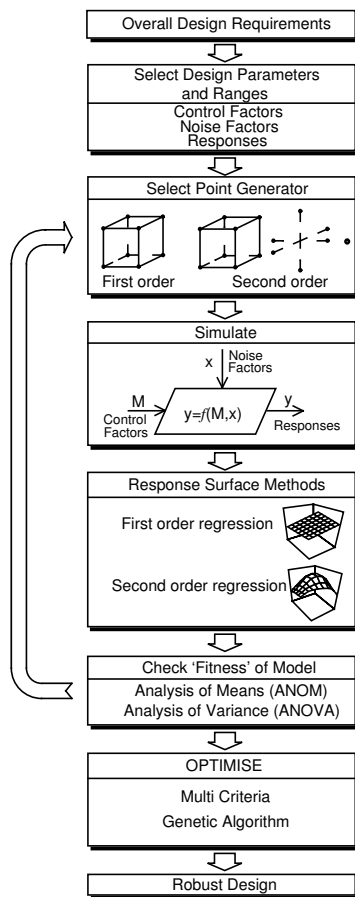 Overall Design Requirements
Select Design Parameters
and Ranges
Control Factors
Noise Factors
Responses
Select Point Generator
First order
Second order
Simulate
x
Noise
Factors
M
Control
Factors
y=f(M,x)
y
Responses
Response Surface Methods
First order regression
Second order regression
Check ‘Fitness’ of Model
Analysis of Means (ANOM)
Analysis of Variance (ANOVA)
OPTIMISE
Multi Criteria
Genetic Algorithm
Robust Design